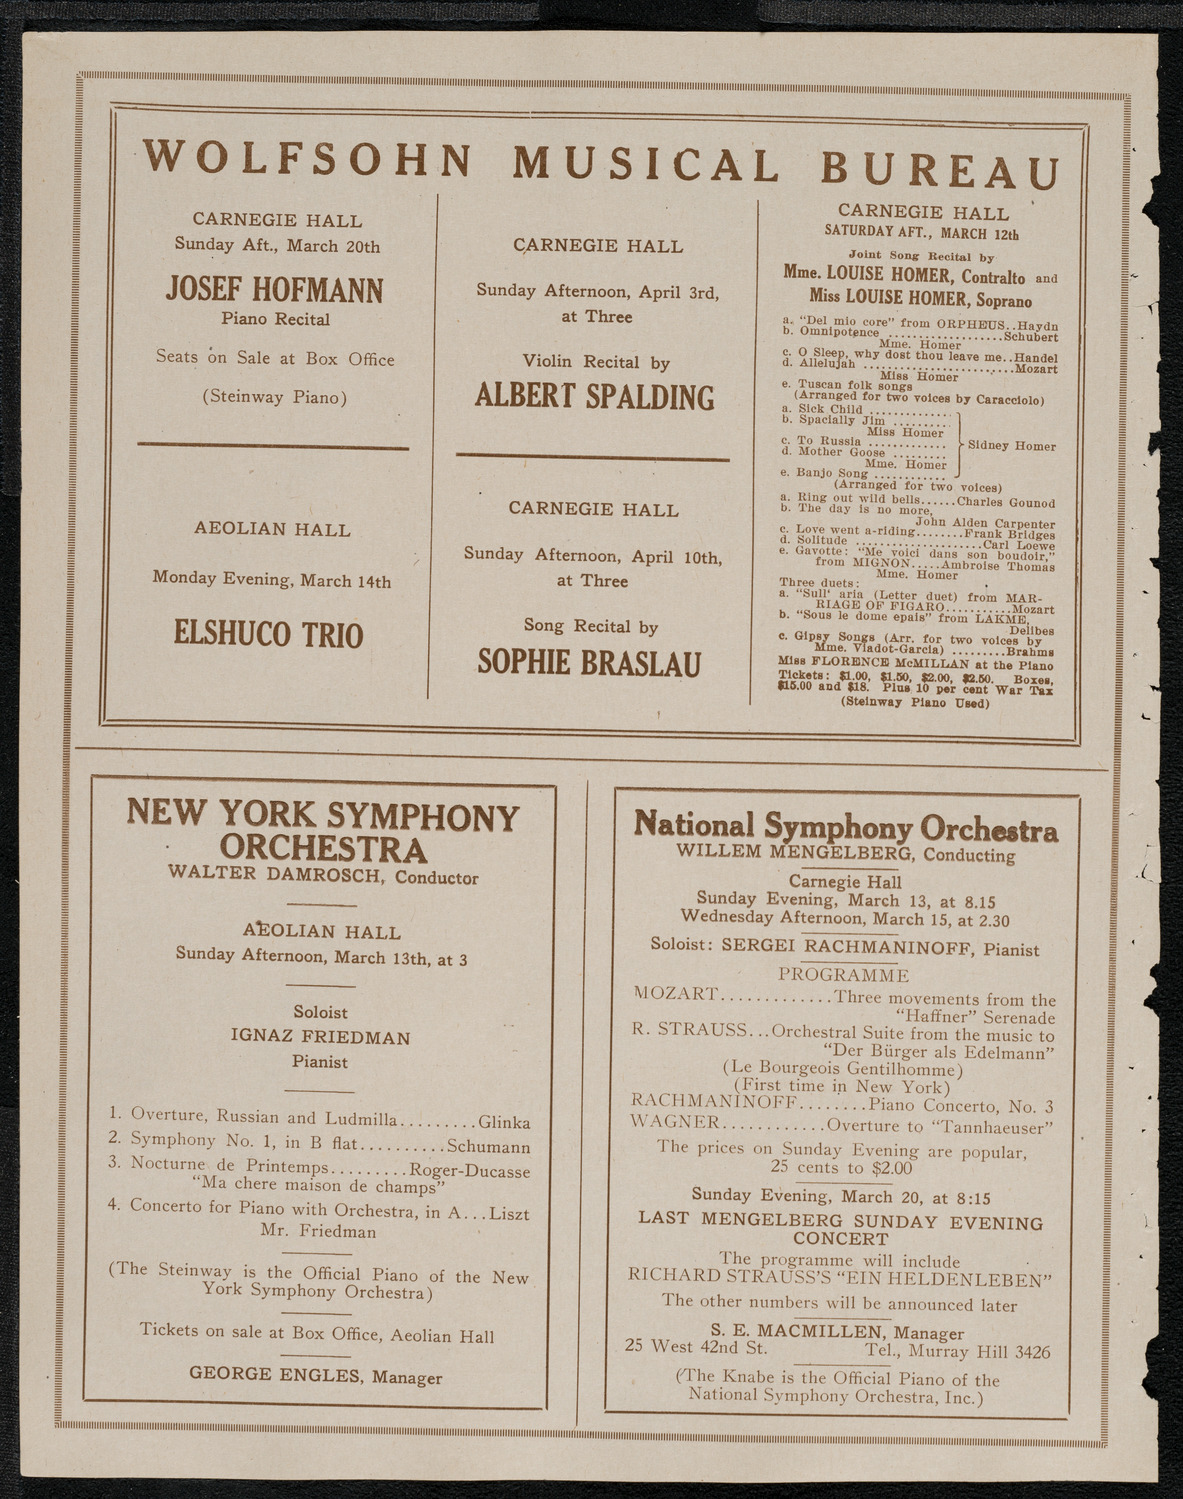 WOLFSOHN MUSICAL BUREAU
CARNEGIE HALL
Sunday Aft., March 20th
JOSEF HOFMANN
Piano Recital
Seats on Sale at Box Office
(Steinway Piano)
AEOLIAN HALL
Monday Evening, March 14th
ELSHUCO TRIO
CARNEGIE HALL
Sunday Afternoon, April 3rd,
at Three
Violin Recital by
ALBERT SPALDING
CARNEGIE HALL
Sunday Afternoon, April 10th,
at Three
Song Recital by
SOPHIE BRASLAU
CARNEGIE HALL
SATURDAY AFT., MARCH 12th
Joint Song Recital by
Mme. LOUISE HOMER, Contralto and
Miss LOUISE HOMER, Soprano
a. "Del mio core" from ORPHEUS..Haydn
b. Omnipotence ..................Schubert
Mme. Homer
c. O Sleep, why dost thou leave me..Handel
d. Allelujah ........................Mozart
Miss Homer
e. Tuscan folk songs
(Arranged for two voices by Caracciolo)
a. Sick Child .............
b. Spacially Jim .........
Miss Homer
c. To Russia ............
d. Mother Goose .........
Mme. Homer
e. Banjo Song ...........
Sidney Homer
(Arranged for two voices)
a. Ring out wild bells......Charles Gounod
b. The day is no more,
John Alden Carpenter
c. Love went a-riding........Frank Bridges
d. Solitude ....................Carl Loewe
e. Gavotte: "Me voici dans son boudoir,"
from MIGNON.....Ambroise Thomas
Mme. Homer
Three duets:
a. "Sull' aria (Letter duet) from MAR-
RIAGE OF FIGARO...........Mozart
b. "Sous le dome epais" from LAKME,
Delibes
c. Gipsy Songs (Arr. for two voices by
Mme. Viadot-Garcia) .........Brahms
Miss FLORENCE McMILLAN at the Piano
Tickets: $1.00, $1.50, $2.00, $2.50. Boxes,
$15.00 and $18. Plus 10 per cent War Tax
(Steinway Piano Used)
NEW YORK SYMPHONY
ORCHESTRA
WALTER DAMROSCH, Conductor
AEOLIAN HALL
Sunday Afternoon, March 13th, at 3
Soloist
IGNAZ FRIEDMAN
Pianist
1. Overture, Russian and Ludmilla.........Glinka
2. Symphony No. 1, in B flat..........Schumann
3. Nocturne de Printemps.........Roger-Ducasse
"Ma chere maison de champs"
4. Concerto for Piano with Orchestra, in A...Liszt
Mr. Friedman
(The Steinway is the Official Piano of the New
York Symphony Orchestra)
Tickets on sale at Box Office, Aeolian Hall
GEORGE ENGLES, Manager
National Symphony Orchestra
WILLEM MENGELBERG, Conducting
Carnegie Hall
Sunday Evening, March 13, at 8.15
Wednesday Afternoon, March 15, at 2.30
Soloist: SERGEI RACHMANINOFF, Pianist
PROGRAMME
MOZART.............Three movements from the
"Haffner" Serenade
R. STRAUSS...Orchestral Suite from the music to
"Der Bürger als Edelmann"
(Le Bourgeois Gentilhomme)
(First time in New York)
RACHMANINOFF........Piano Concerto, No. 3
WAGNER............Overture to "Tannhaeuser"
The prices on Sunday Evening are popular,
25 cents to $2.00
Sunday Evening, March 20, at 8:15
LAST MENGELBERG SUNDAY EVENING
CONCERT
The programme will include
RICHARD STRAUSS'S "EIN HELDENLEBEN"
The other numbers will be announced later
S. E. MACMILLEN, Manager
25 West 42nd St. Tel., Murray Hill 3426
(The Knabe is the Official Piano of the
National Symphony Orchestra, Inc.)